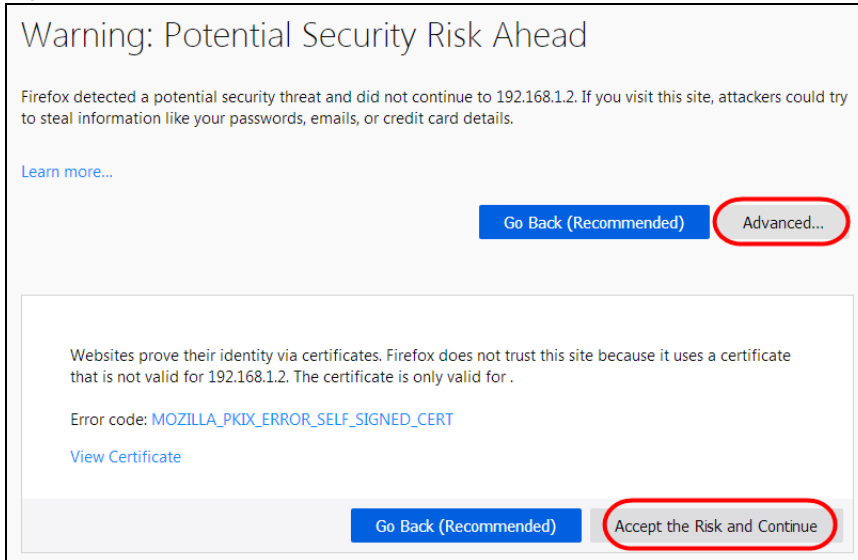 Warning: Potential Security Risk Ahead
Firefox detected a potential security threat and did not continue to 192.168.1.2. If you visit this site, attackers could try
to steal information like your passwords, emails, or credit card details.
Learn more...
Go Back (Recommended) Advanced...
Websites prove their identity via certificates. Firefox does not trust this site because it uses a certificate
that is not valid for 192.168.1.2. The certificate is only valid for .
Error code: MOZILLA_PKIX_ERROR_SELF_SIGNED_CERT
View Certificate
Go Back (Recommended) Accept the Risk and Continue